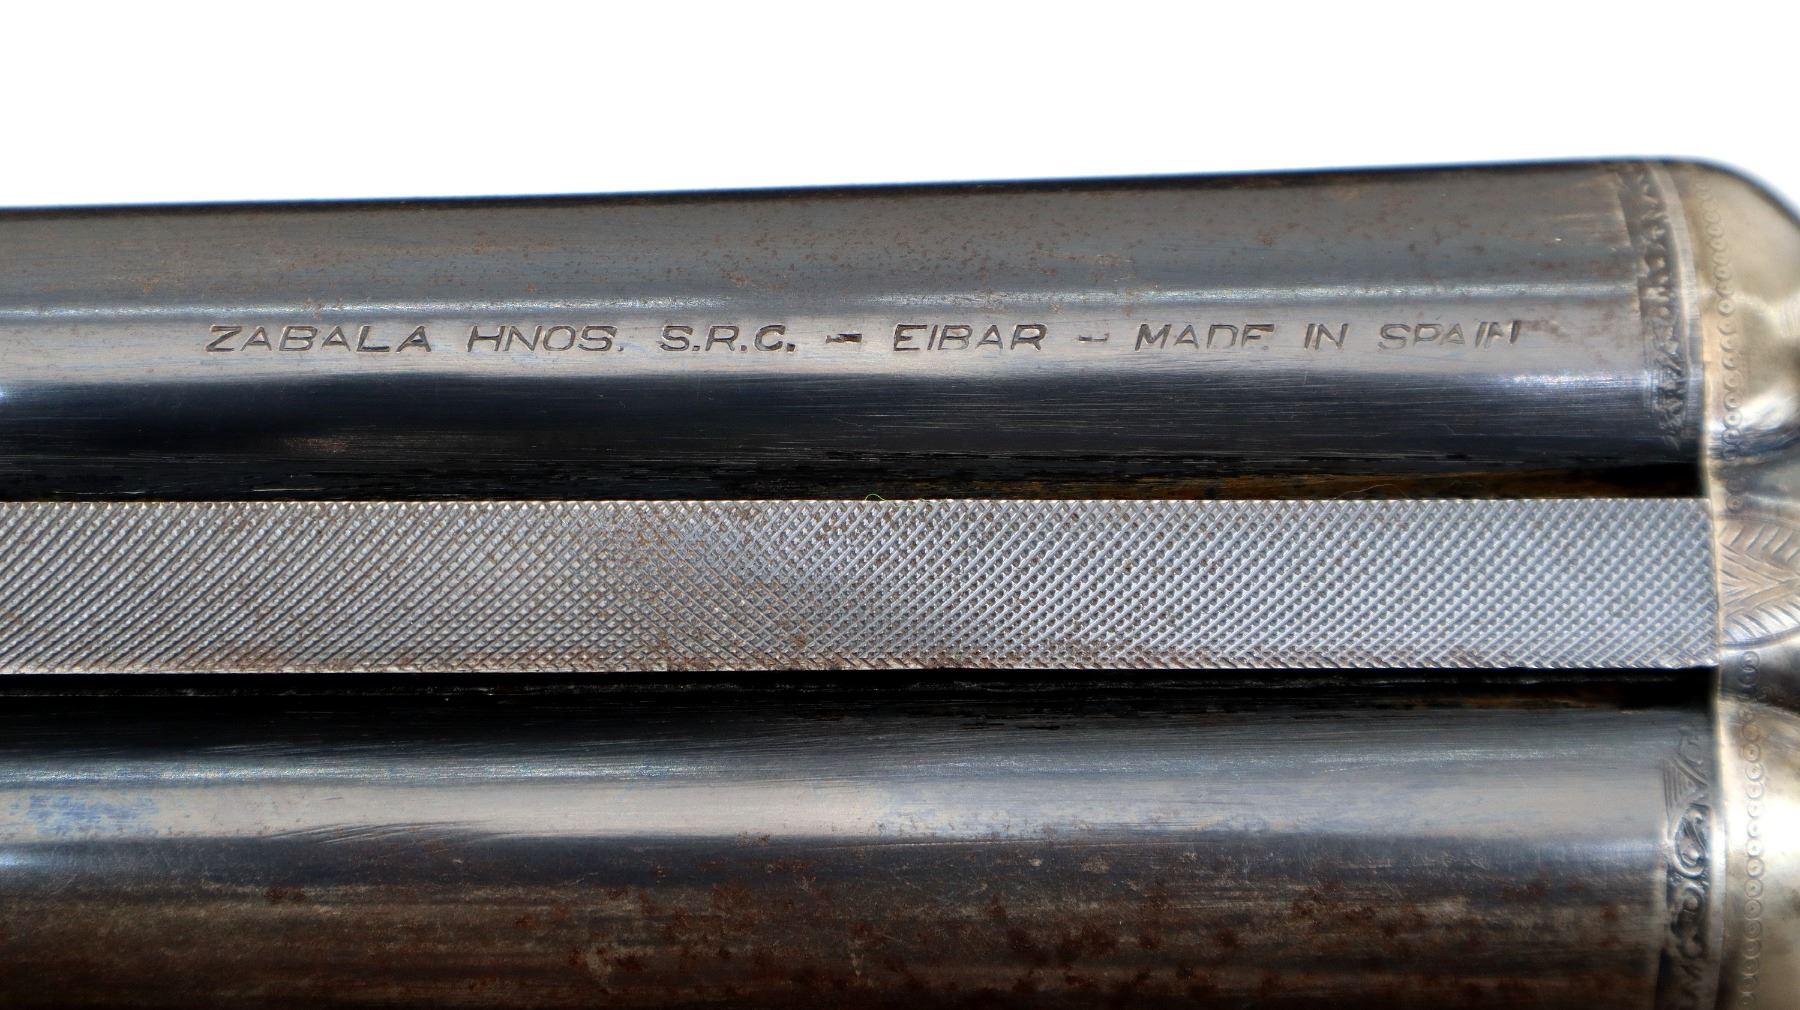 ZABALA HNOS. S.R.C. - EIBAR - MADE IN SPAIN